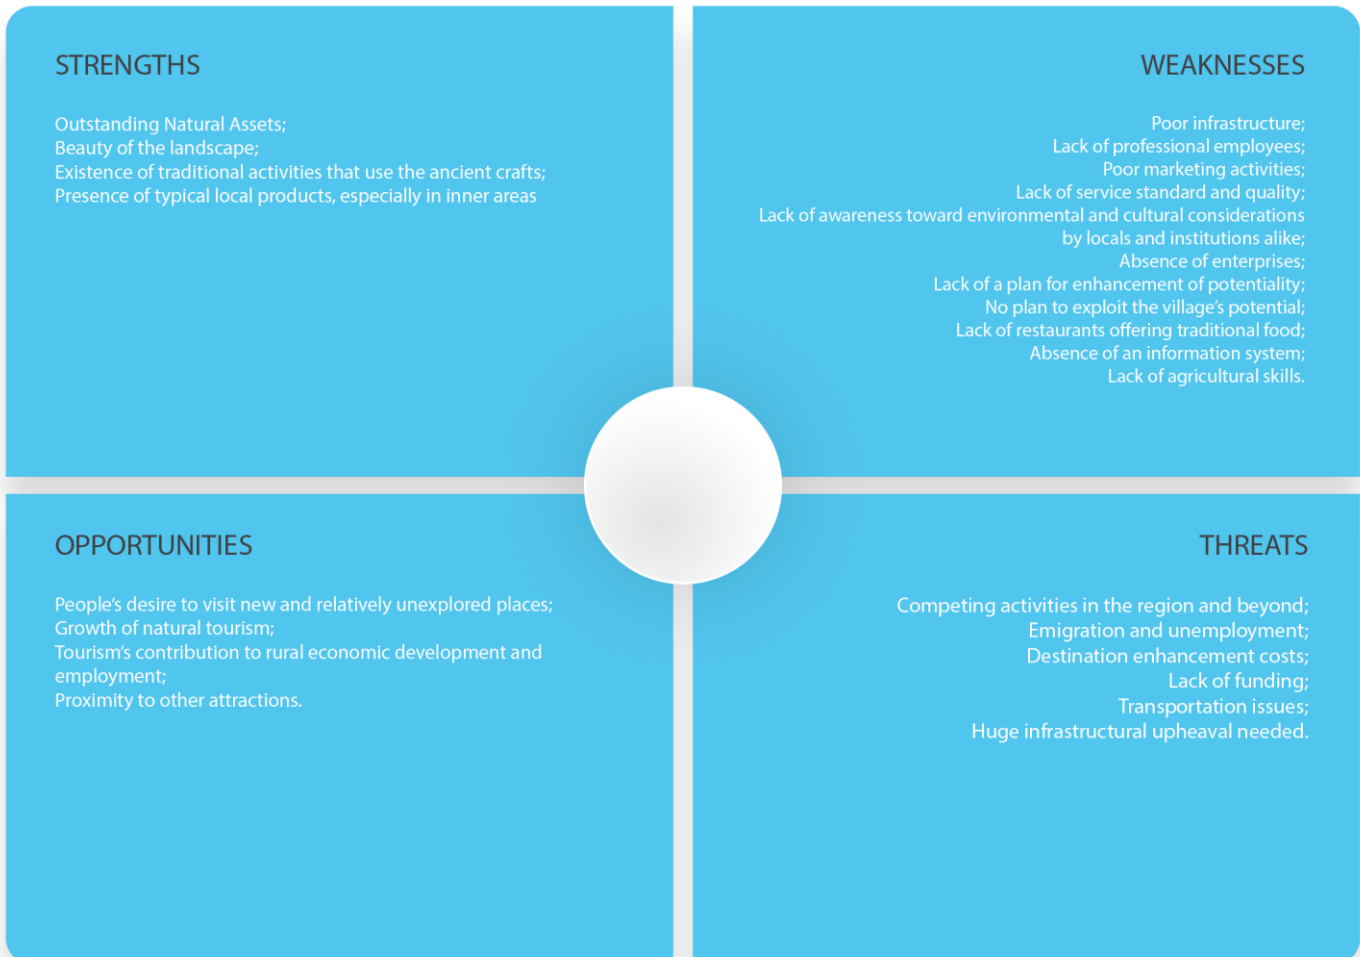 STRENGTHS
Outstanding Natural Assets;
Beauty of the landscape;
Existence of traditional activities that use the ancient crafts;
Presence of typical local products, especially in inner areas
WEAKNESSES
Poor infrastructure;
Lack of professional employees;
Poor marketing activities;
Lack of service standard and quality;
Lack of awareness toward environmental and cultural considerations
by locals and institutions alike;
Absence of enterprises;
Lack of a plan for enhancement of potentiality;
No plan to exploit the village’s potential;
Lack of restaurants offering traditional food;
Absence of an information system;
Lack of agricultural skills.
OPPORTUNITIES
People’s desire to visit new and relatively unexplored places;
Growth of natural tourism;
Tourism’s contribution to rural economic development and
employment;
Proximity to other attractions.
THREATS
Competing activities in the region and beyond;
Emigration and unemployment;
Destination enhancement costs;
Lack of funding;
Transportation issues;
Huge infrastructural upheaval needed.